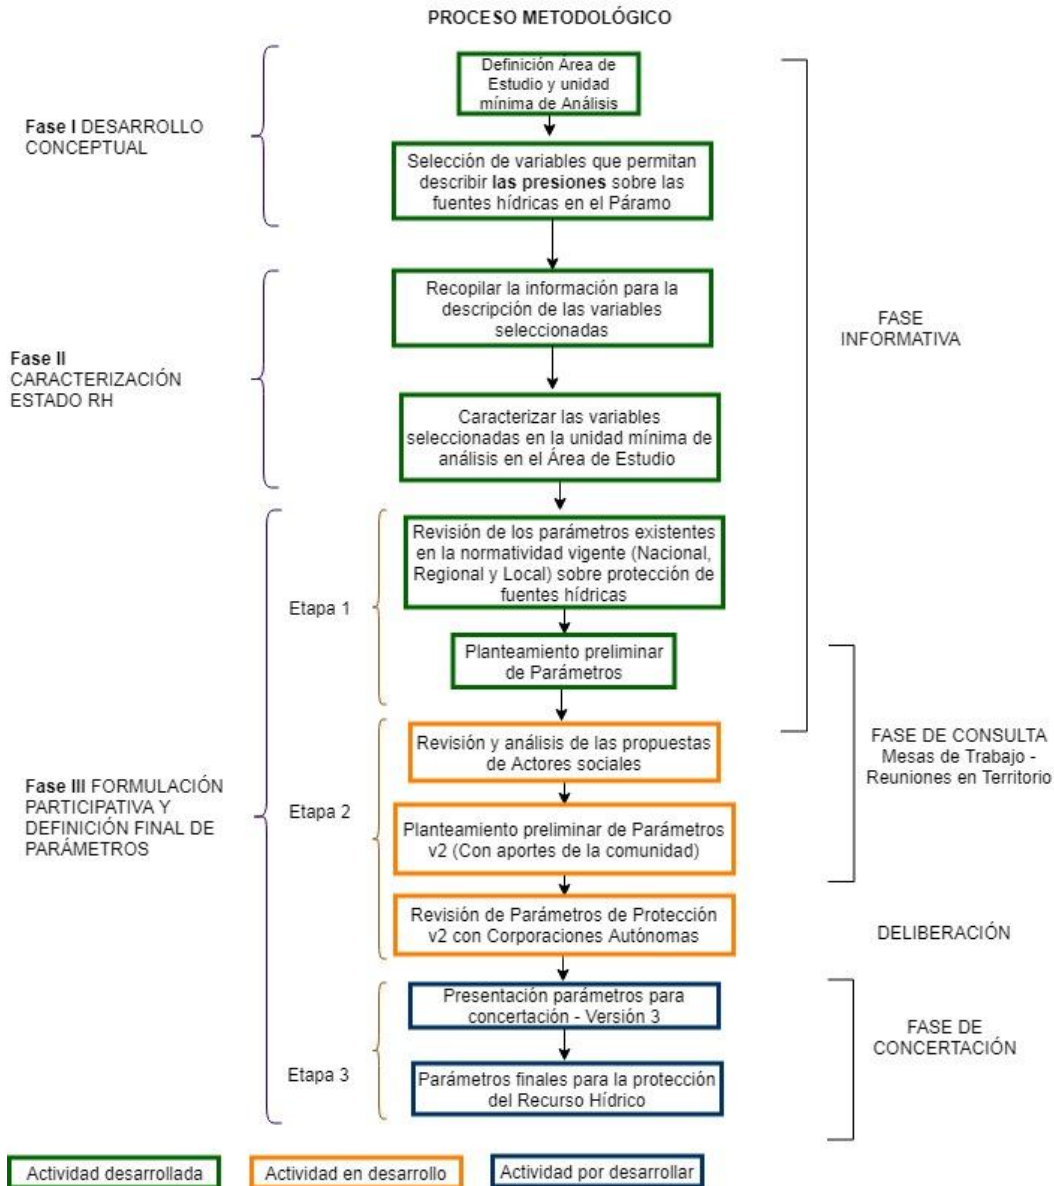 PROCESO METODOLÓGICO
Definición Área de
Estudio y unidad
mínima de Análisis
Fase I DESARROLLO
CONCEPTUAL
Selección de variables que permitan
describir las presiones sobre las
fuentes hídricas en el Páramo
Recopilar la información para la
descripción de las variables
seleccionadas
FASE
INFORMATIVA
Fase II
CARACTERIZACIÓN
ESTADO RH
Caracterizar las variables
seleccionadas en la unidad mínima de
análisis en el Área de Estudio
Revisión de los parámetros existentes
en la normatividad vigente (Nacional,
Regional y Local) sobre protección de
fuentes hídricas
Etapa 1
Planteamiento preliminar
de Parámetros
Revisión y análisis de las propuestas
de Actores sociales
FASE DE CONSULTA
Mesas de Trabajo -
Reuniones en Territorio
Fase III FORMULACIÓN
PARTICIPATIVA Y
DEFINICIÓN FINAL DE
PARÁMETROS
Etapa 2
Planteamiento preliminar de Parámetros
v2 (Con aportes de la comunidad)
Revisión de Parámetros de Protección
v2 con Corporaciones Autónomas
DELIBERACIÓN
Presentación parámetros para
concertación - Versión 3
FASE DE
CONCERTACIÓN
Etapa 3
Parámetros finales para la protección
del Recurso Hídrico
Actividad desarrollada
Actividad en desarrollo
Actividad por desarrollar